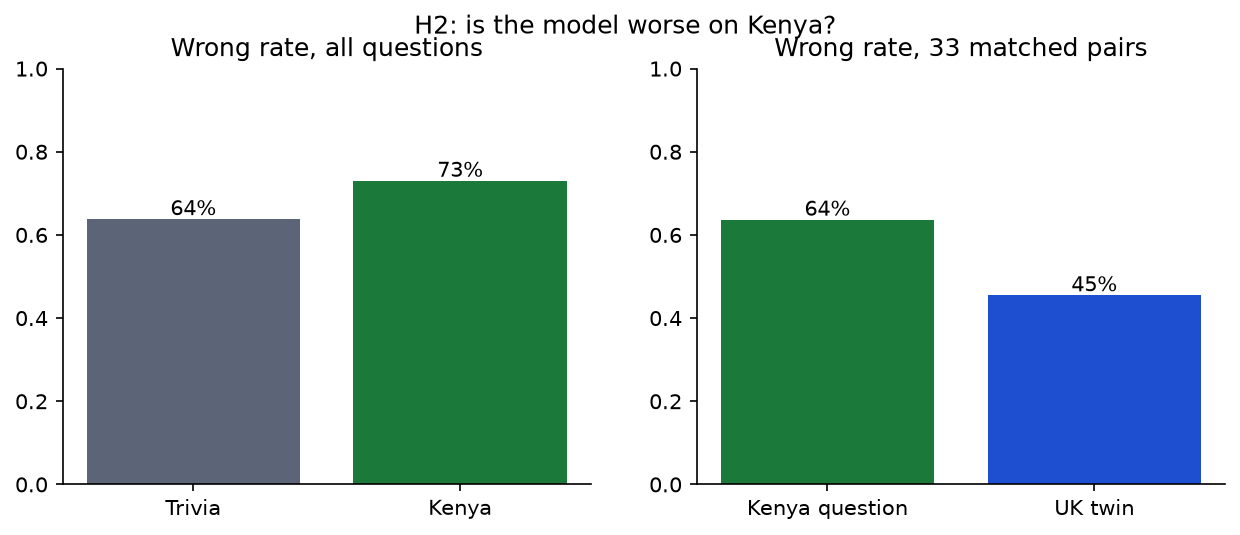 H2: is the model worse on Kenya?
Wrong rate, all questions
1.0
0.8
0.6
0.4
0.2
0.0
64%
73%
Trivia
Kenya
Wrong rate, 33 matched pairs
1.0
0.8
0.6
0.4
0.2
0.0
64%
45%
Kenya question
UK twin